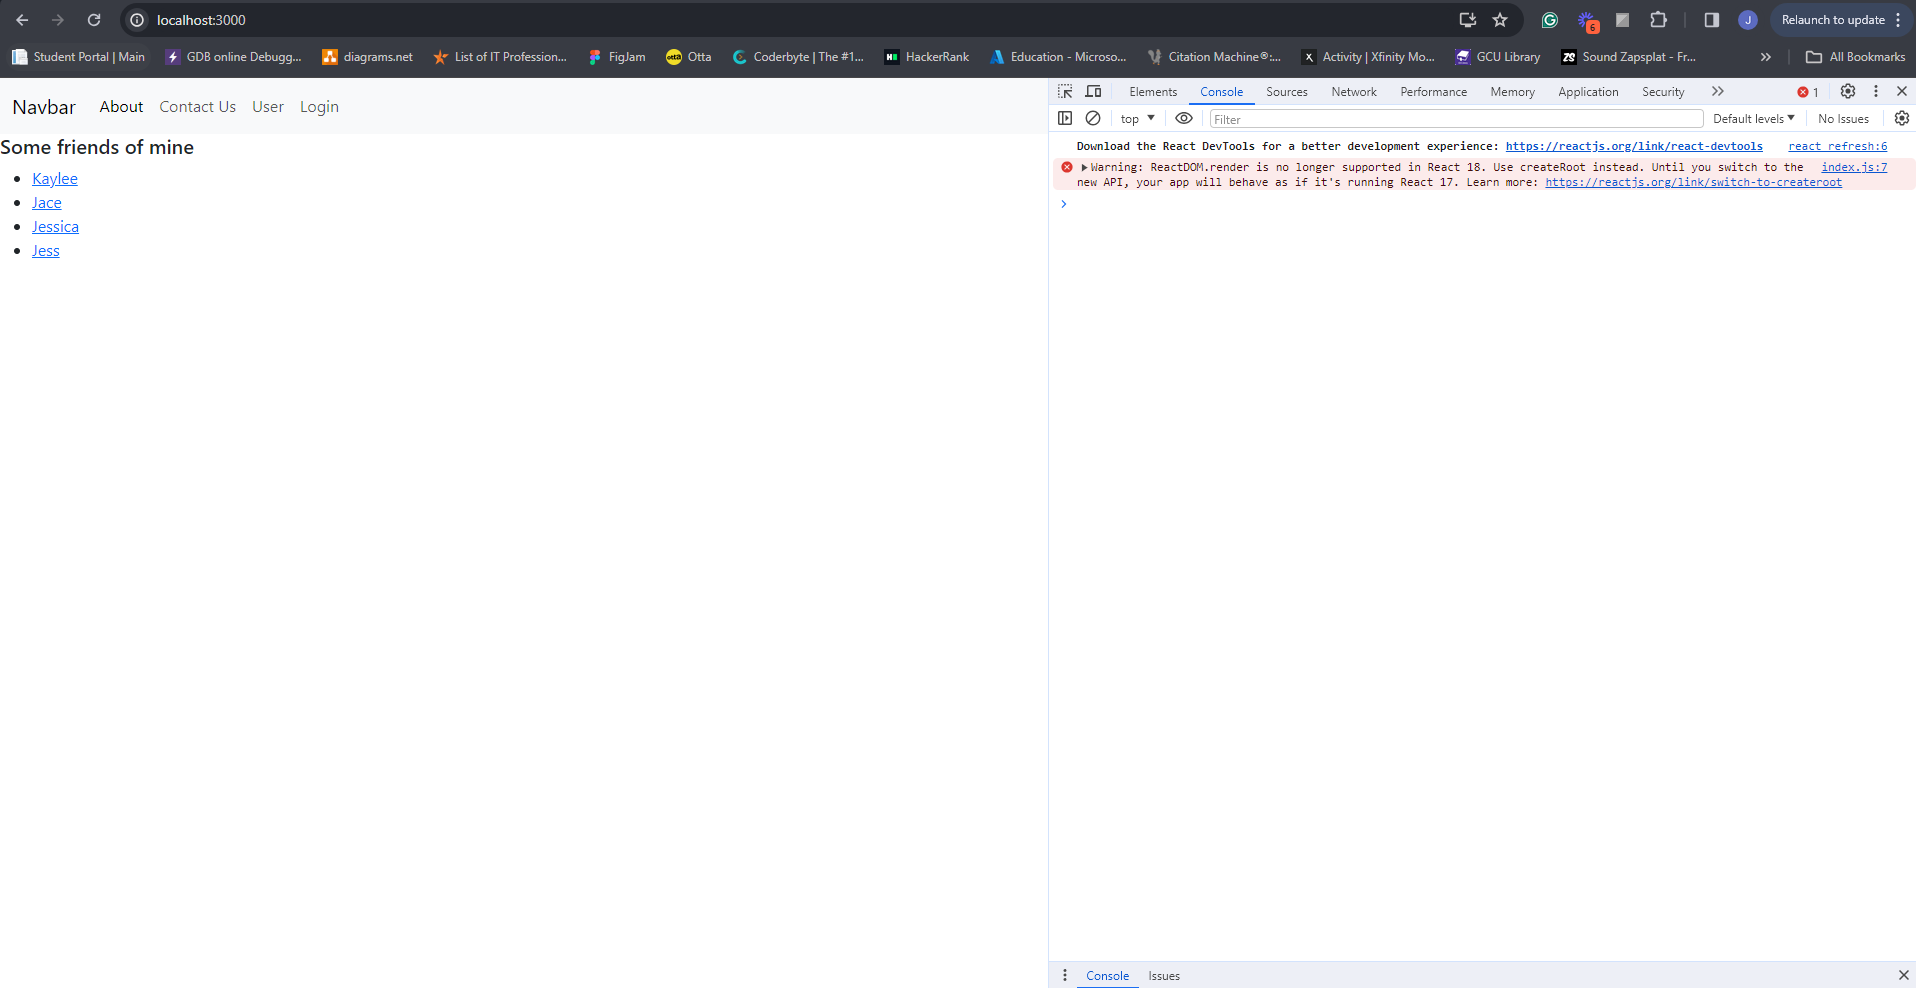 localhost:3000
6
J
Relaunch to update
Student Portal | Main
GDB online Debugg...
diagrams.net
List of IT Profession...
FigJam
Otta
Coderbyte | The #1...
HackerRank
Education - Microso...
Citation Machine®:...
Activity | Xfinity Mo...
GCU Library
Sound Zapsplat - Fr...
All Bookmarks
Navbar About Contact Us User Login
Some friends of mine
Kaylee
Jace
Jessica
Jess
Elements Console Sources Network Performance Memory Application Security 1
top Filter Default levels No Issues
Download the React DevTools for a better development experience: https://reactjs.org/link/react-devtools react refresh:6
Warning: ReactDOM.render is no longer supported in React 18. Use createRoot instead. Until you switch to the index.js:7
new API, your app will behave as if it's running React 17. Learn more: https://reactjs.org/link/switch-to-createroot
Console Issues